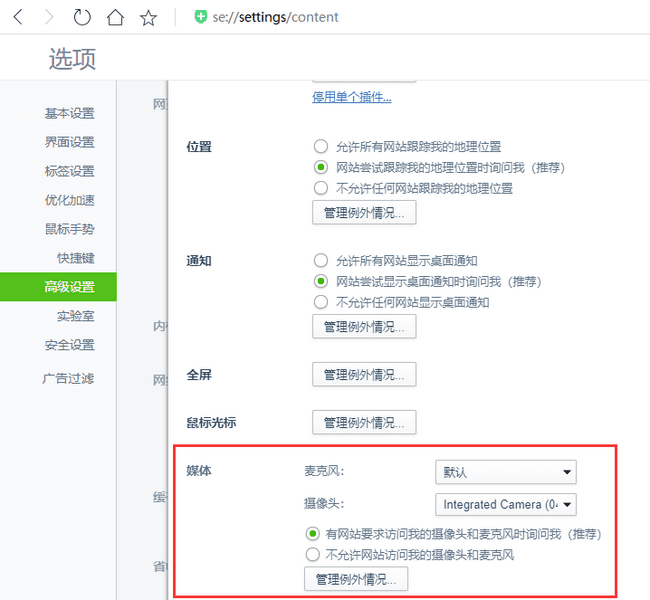 se://settings/content
选项
停用单个插件...
基本设置
界面设置
标签设置
优化加速
鼠标手势
快捷键
高级设置
实验室
安全设置
广告过滤
网
内
网
缓
省
位置
允许所有网站跟踪我的地理位置
网站尝试跟踪我的地理位置时询问我（推荐）
不允许任何网站跟踪我的地理位置
管理例外情况...
通知
允许所有网站显示桌面通知
网站尝试显示桌面通知时询问我（推荐）
不允许任何网站显示桌面通知
管理例外情况...
全屏
管理例外情况...
鼠标光标
管理例外情况...
媒体
麦克风:
默认
摄像头:
Integrated Camera (04
有网站要求访问我的摄像头和麦克风时询问我（推荐）
不允许网站访问我的摄像头和麦克风
管理例外情况...